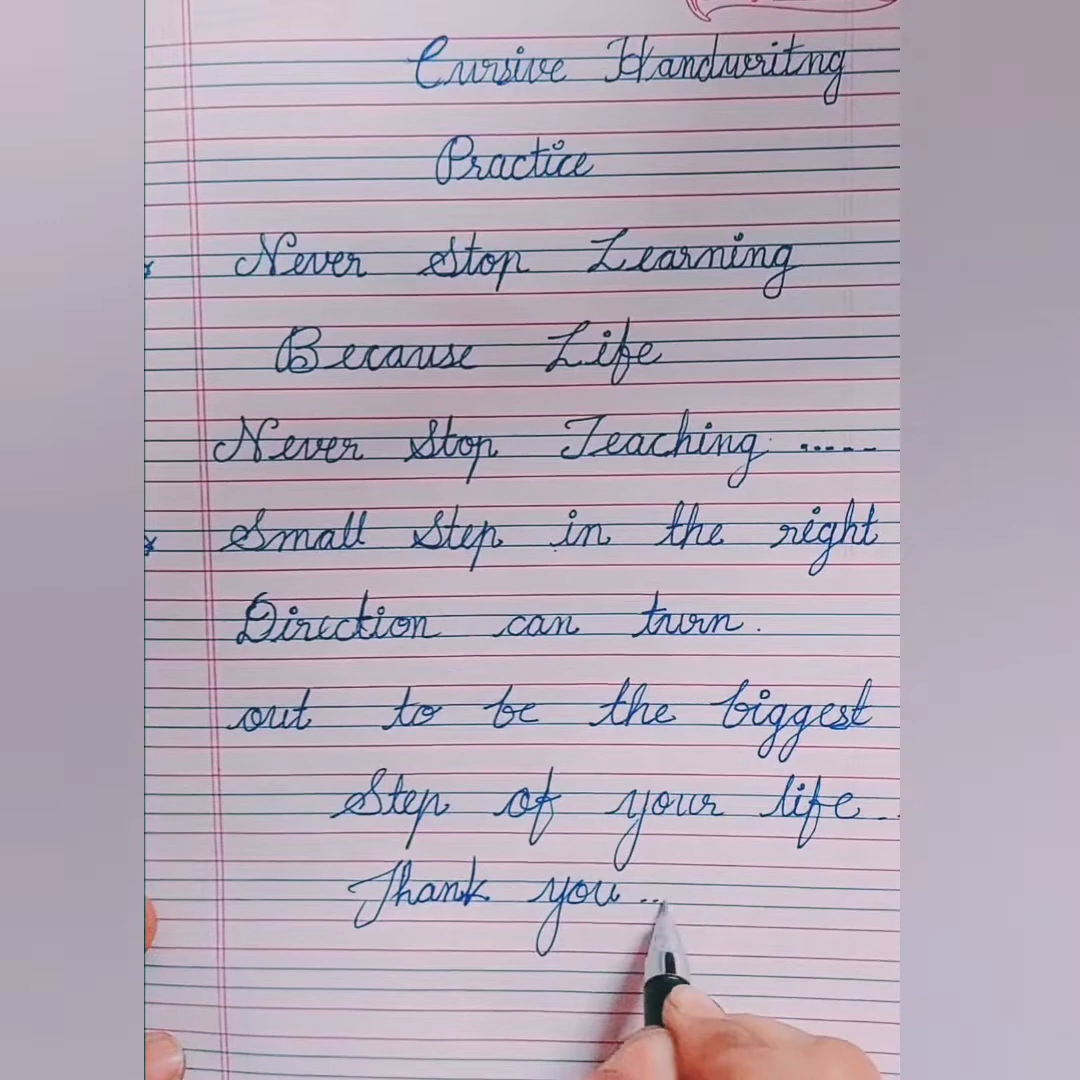 Cursive Handwritng
Practice
Never Stop Learning
Because Life
Never Stop Teaching .....
Small Step in the right
Direction can turn.
out to be the biggest
Step of your life..
Thank you ...